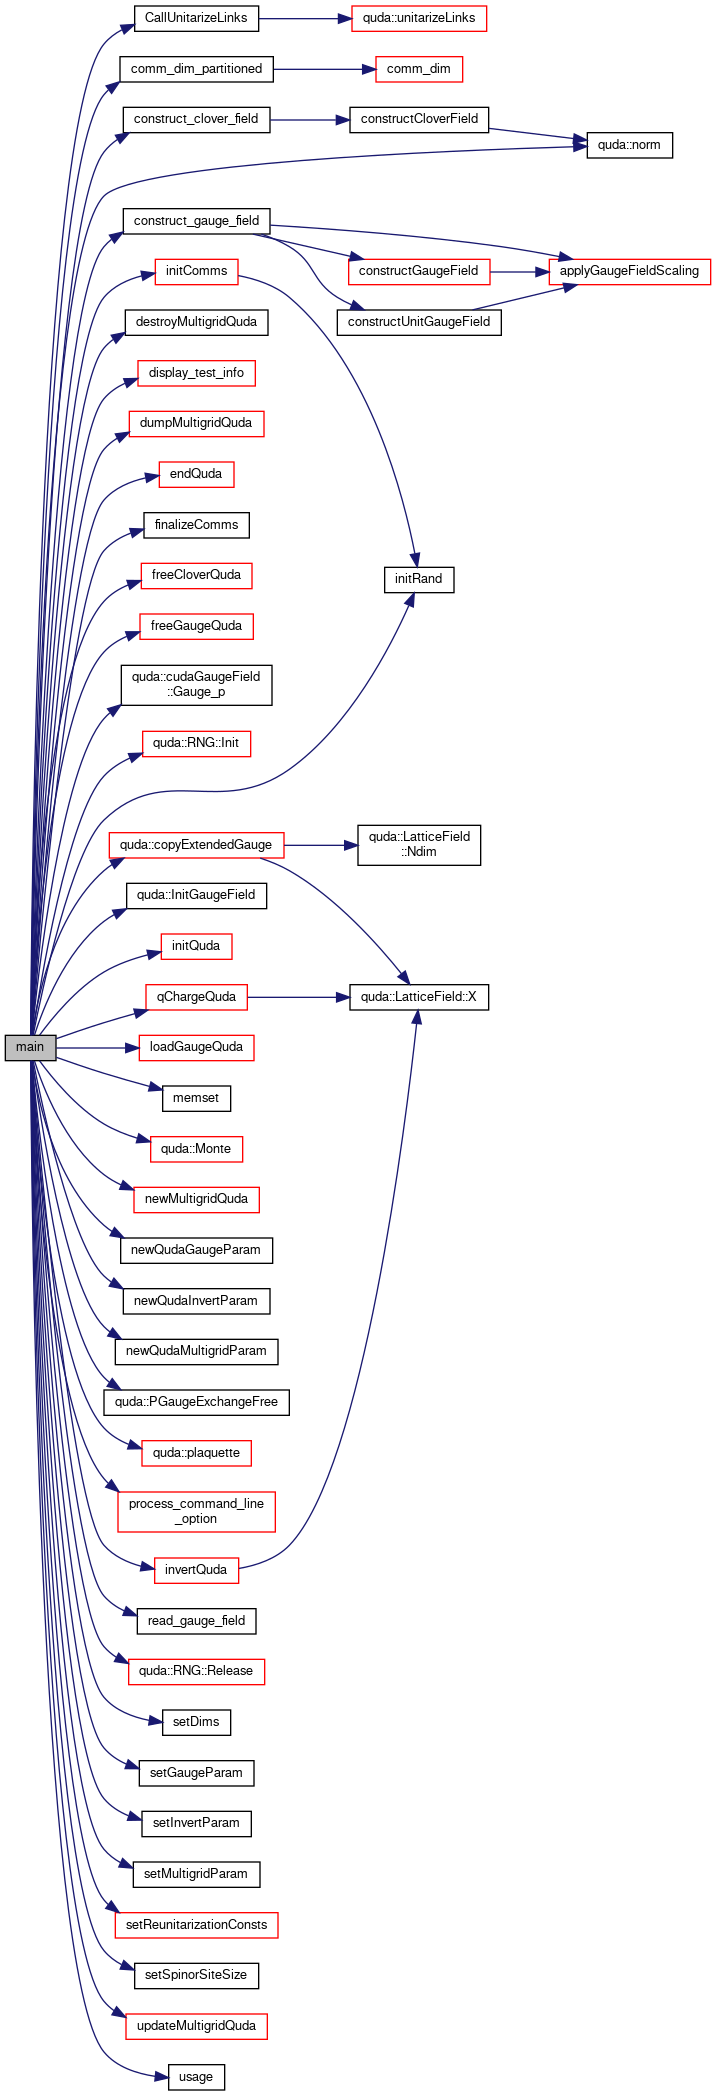 CallUnitarizeLinks
quda::unitarizeLinks
comm_dim_partitioned
comm_dim
construct_clover_field
constructCloverField
quda::norm
construct_gauge_field
initComms
constructGaugeField
applyGaugeFieldScaling
destroyMultigridQuda
constructUnitGaugeField
display_test_info
dumpMultigridQuda
endQuda
finalizeComms
freeCloverQuda
initRand
freeGaugeQuda
quda::cudaGaugeField
::Gauge_p
quda::RNG::Init
quda::copyExtendedGauge
quda::LatticeField
::Ndim
quda::InitGaugeField
initQuda
qChargeQuda
quda::LatticeField::X
main
loadGaugeQuda
memset
quda::Monte
newMultigridQuda
newQudaGaugeParam
newQudaInvertParam
newQudaMultigridParam
quda::PGaugeExchangeFree
quda::plaquette
process_command_line
_option
invertQuda
read_gauge_field
quda::RNG::Release
setDims
setGaugeParam
setInvertParam
setMultigridParam
setReunitarizationConsts
setSpinorSiteSize
updateMultigridQuda
usage